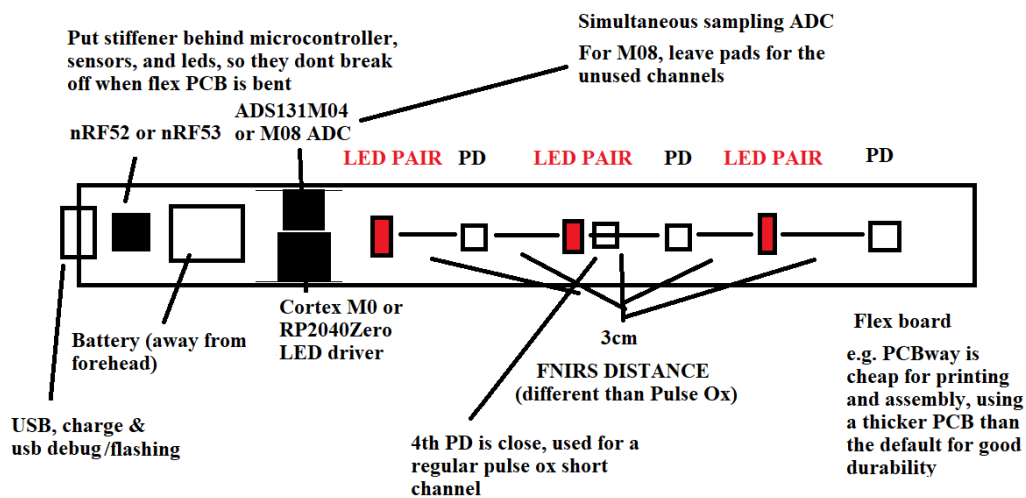 Simultaneous sampling ADC
For M08, leave pads for the
unused channels
Put stiffener behind microcontroller,
sensors, and leds, so they dont break
off when flex PCB is bent
ADS131M04
or M08 ADC
nRF52 or nRF53
LED PAIR
PD
LED PAIR
PD
LED PAIR
PD
Cortex M0 or
RP2040Zero
LED driver
Battery (away from
forehead)
USB, charge &
usb debug/flashing
3cm
FNIRS DISTANCE
(different than Pulse Ox)
4th PD is close, used for a
regular pulse ox short
channel
Flex board
e.g. PCBway is
cheap for printing
and assembly, using
a thicker PCB than
the default for good
durability